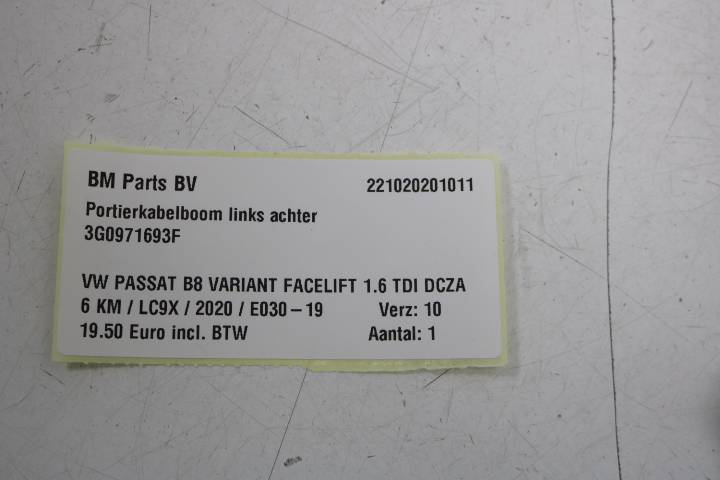 BM Parts BV 221020201011
Portierkabelboom links achter
3G0971693F
VW PASSAT B8 VARIANT FACELIFT 1.6 TDI DCZA
6 KM / LC9X / 2020 / E030-19 Verz: 10
19.50 Euro incl. BTW Aantal: 1